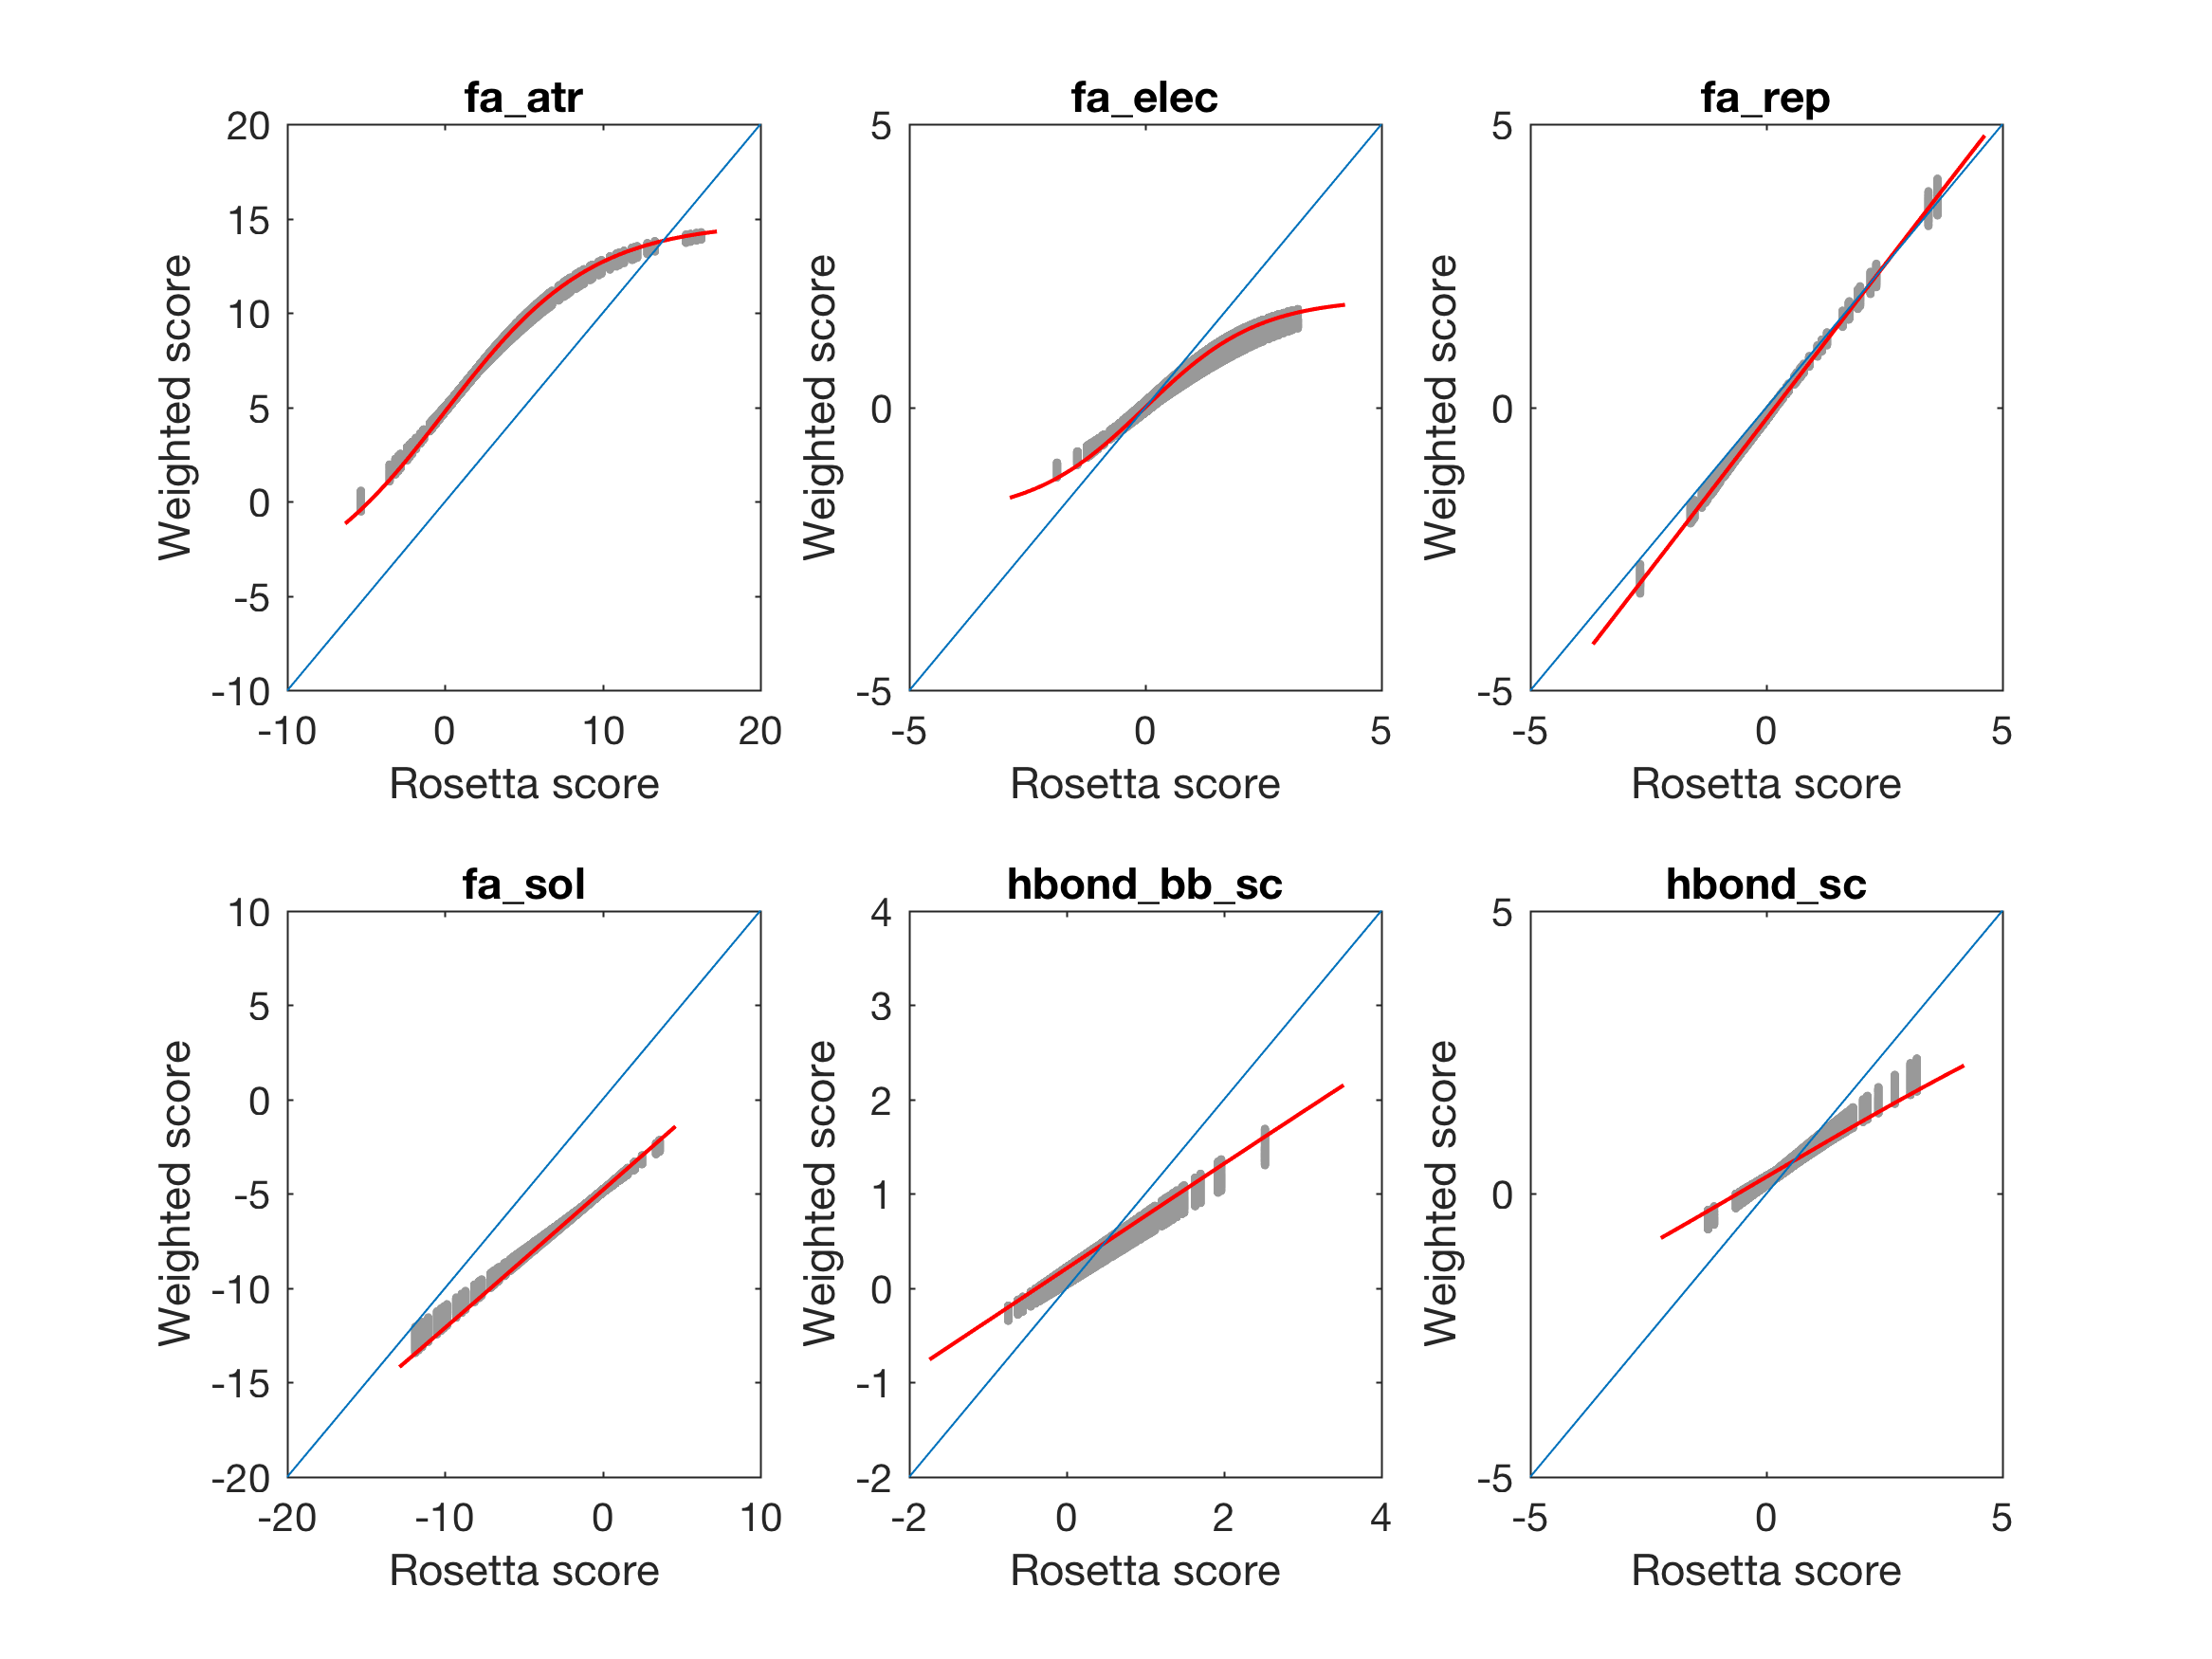 fa_atr
fa_elec
fa_rep
20
15
10
5
0
-5
-10
Weighted score
-10 0 10 20
Rosetta score
5
0
-5
Weighted score
-5 0 5
Rosetta score
5
0
-5
Weighted score
-5 0 5
Rosetta score
fa_sol
hbond_bb_sc
hbond_sc
10
5
0
-5
-10
-15
-20
Weighted score
-20 -10 0 10
Rosetta score
4
3
2
1
0
-1
-2
Weighted score
-2 0 2 4
Rosetta score
5
0
-5
Weighted score
-5 0 5
Rosetta score